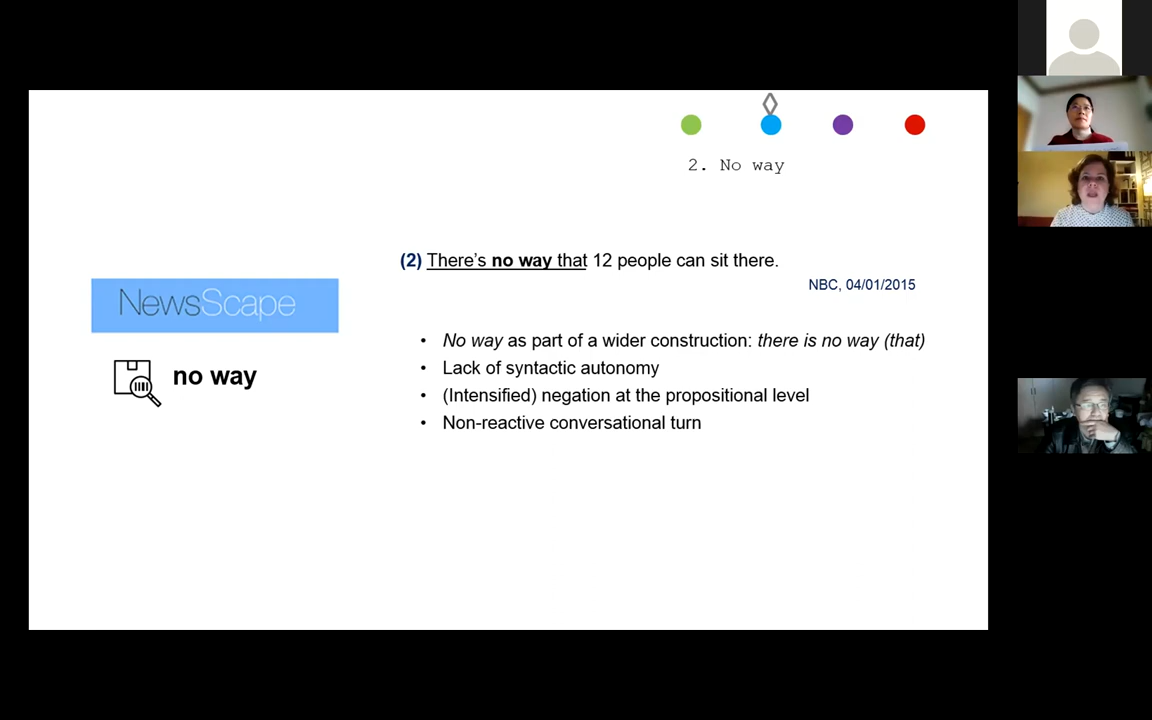 2. No way
(2) There's no way that 12 people can sit there.
NBC, 04/01/2015
NewsScape
no way
• No way as part of a wider construction: there is no way (that)
• Lack of syntactic autonomy
• (Intensified) negation at the propositional level
• Non-reactive conversational turn